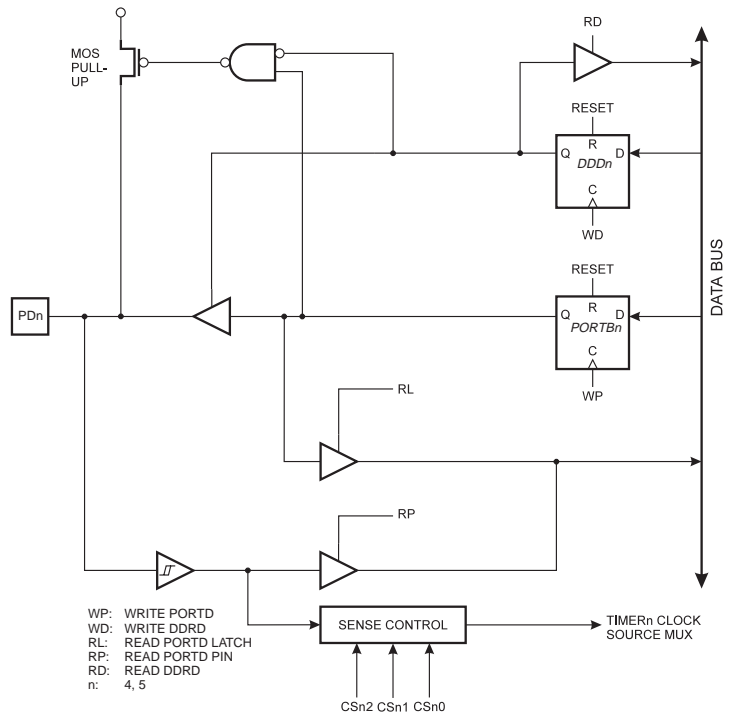 RD
MOS
PULL-
UP
RESET
R
Q
D
DDDn
C
WD
DATA BUS
RESET
R
Q
D
PORTBn
C
WP
PDn
RL
RP
WP: WRITE PORTD
WD: WRITE DDRD
RL: READ PORTD LATCH
RP: READ PORTD PIN
RD: READ DDRD
n: 4, 5
SENSE CONTROL
TIMERn CLOCK
SOURCE MUX
CSn2 CSn1 CSn0